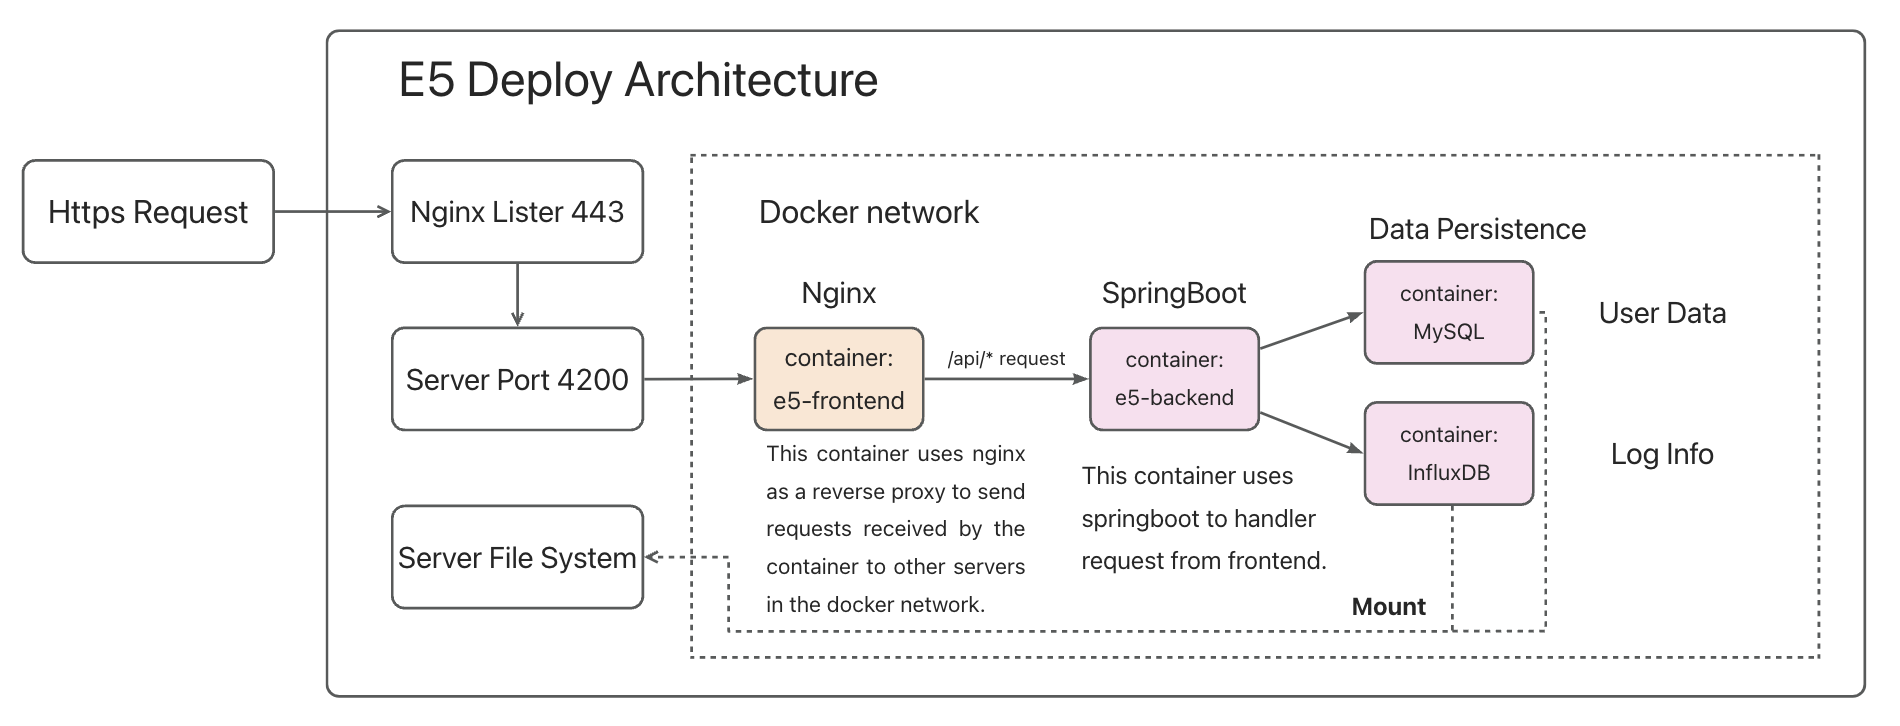 E5 Deploy Architecture
Https Request
Nginx Lister 443
Server Port 4200
Server File System
Docker network
Nginx
container:
e5-frontend
This container uses nginx
as a reverse proxy to send
requests received by the
container to other servers
in the docker network.
/api/* request
SpringBoot
container:
e5-backend
This container uses
springboot to handler
request from frontend.
Data Persistence
container:
MySQL
User Data
container:
InfluxDB
Log Info
Mount